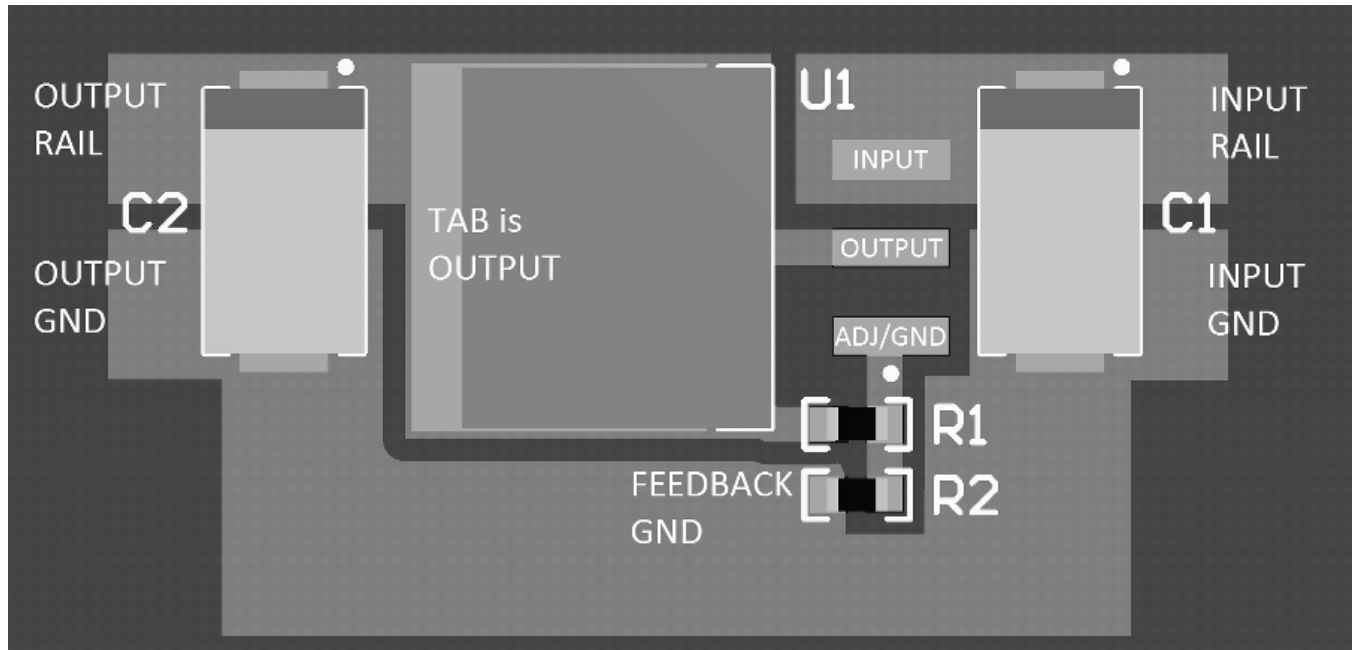 OUTPUT
RAIL
C2
OUTPUT
GND
TAB is
OUTPUT
U1
INPUT
OUTPUT
ADJ/GND
R1
R2
FEEDBACK
GND
INPUT
RAIL
C1
INPUT
GND